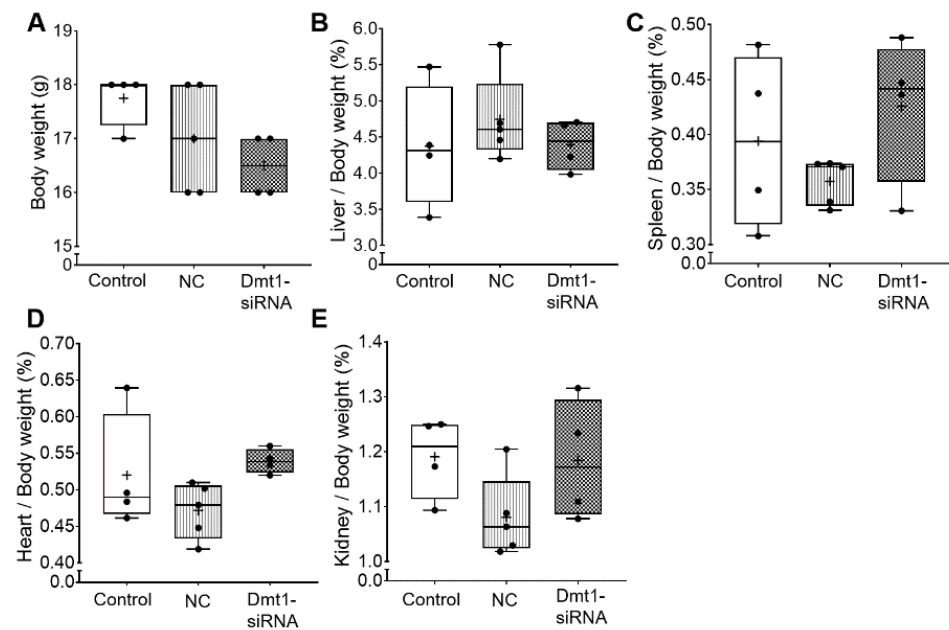 A
Body weight (g)
19
18
17
16
15
0
Control
NC
Dmt1-
siRNA
B
Liver / Body weight (%)
6.0
5.5
5.0
4.5
4.0
3.5
3.0
0
Control
NC
Dmt1-
siRNA
C
Spleen / Body weight (%)
0.50
0.45
0.40
0.35
0.30
0.0
Control
NC
Dmt1-
siRNA
D
Heart / Body weight (%)
0.70
0.65
0.60
0.55
0.50
0.45
0.40
0.0
Control
NC
Dmt1-
siRNA
E
Kidney / Body weight (%)
1.4
1.3
1.2
1.1
1.0
0.0
Control
NC
Dmt1-
siRNA